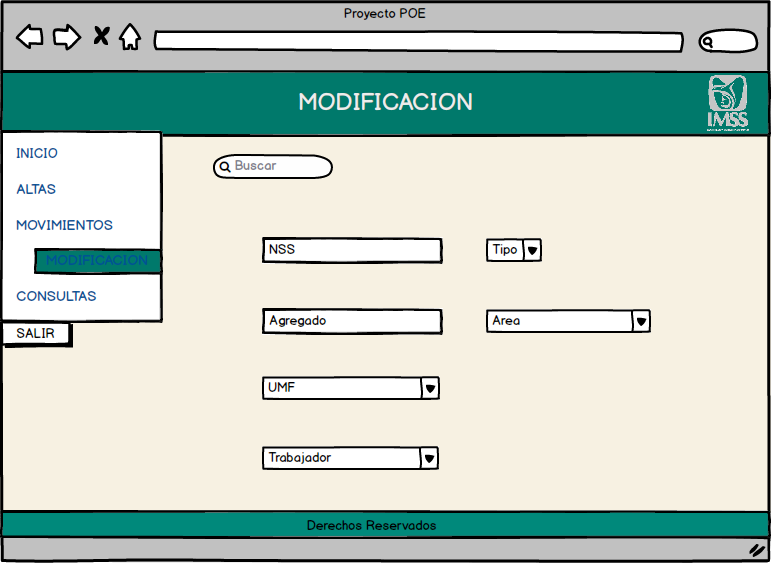 Proyecto POE
MODIFICACION
IMSS
INICIO
ALTAS
MOVIMIENTOS
MODIFICACION
CONSULTAS
SALIR
Buscar
NSS
Tipo
Agregado
Area
UMF
Trabajador
Derechos Reservados